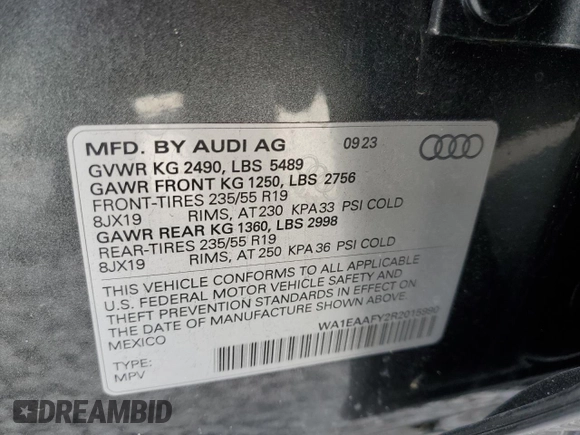 MFD. BY AUDI AG 09 23
GVWR KG 2490, LBS 5489
GAWR FRONT KG 1250, LBS 2756
FRONT-TIRES 235/55 R19
8JX19 RIMS, AT 230 KPA 33 PSI COLD
GAWR REAR KG 1360, LBS 2998
REAR-TIRES 235/55 R19
8JX19 RIMS, AT 250 KPA 36 PSI COLD
THIS VEHICLE CONFORMS TO ALL APPLICABLE
U.S. FEDERAL MOTOR VEHICLE SAFETY AND
THEFT PREVENTION STANDARDS IN EFFECT ON
THE DATE OF MANUFACTURE SHOWN ABOVE.
MEXICO
WA1EAAFY2R2015990
TYPE:
MPV
DREAMBID